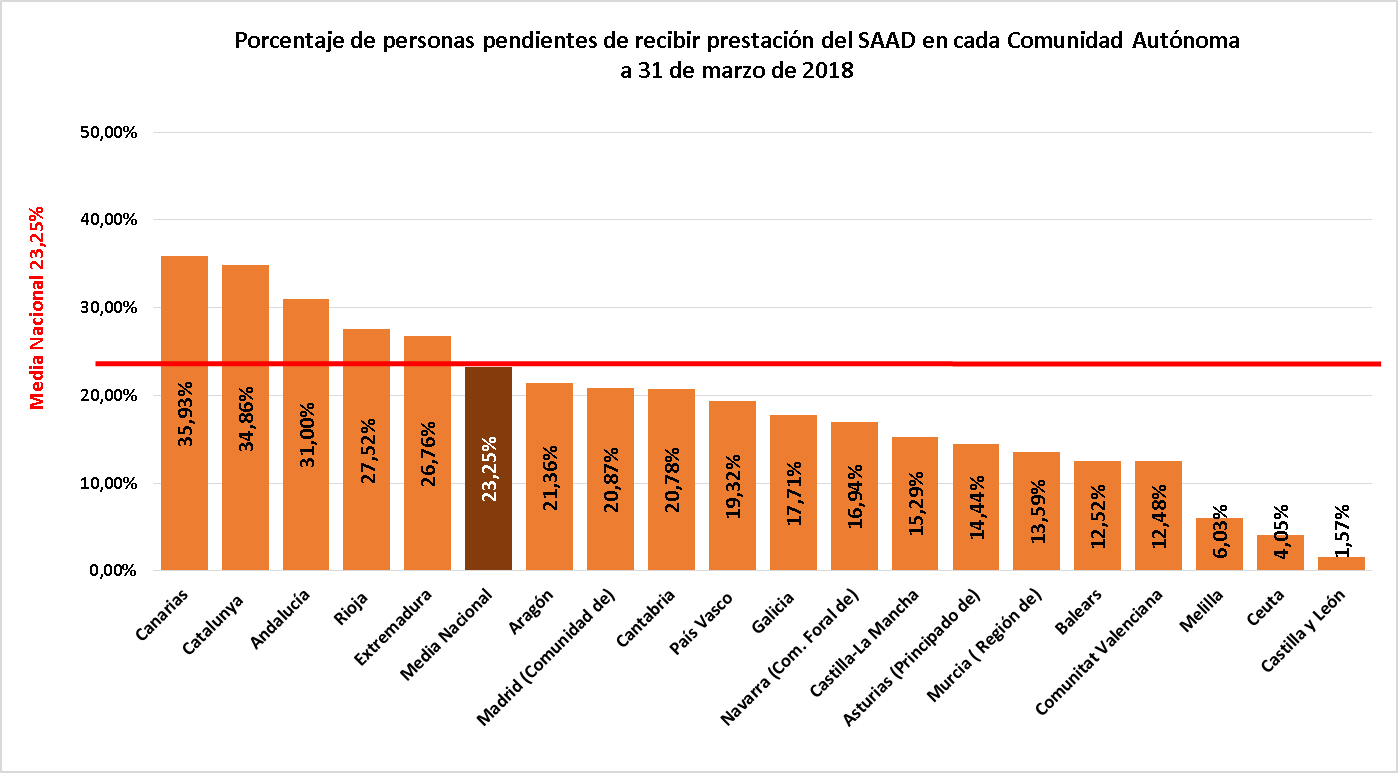 Porcentaje de personas pendientes de recibir prestación del SAAD en cada Comunidad Autónoma
a 31 de marzo de 2018
Media Nacional 23,25%
50,00%
40,00%
30,00%
20,00%
10,00%
0,00%
35,93%
34,86%
31,00%
27,52%
26,76%
23,25%
21,36%
20,87%
20,78%
19,32%
17,71%
16,94%
15,29%
14,44%
13,59%
12,52%
12,48%
6,03%
4,05%
1,57%
Canarias
Catalunya
Andalucía
Rioja
Extremadura
Media Nacional
Aragón
Madrid (Comunidad de)
Cantabria
País Vasco
Galicia
Navarra (Com. Foral de)
Castilla-La Mancha
Asturias (Principado de)
Murcia ( Región de)
Balears
Comunitat Valenciana
Melilla
Ceuta
Castilla y León